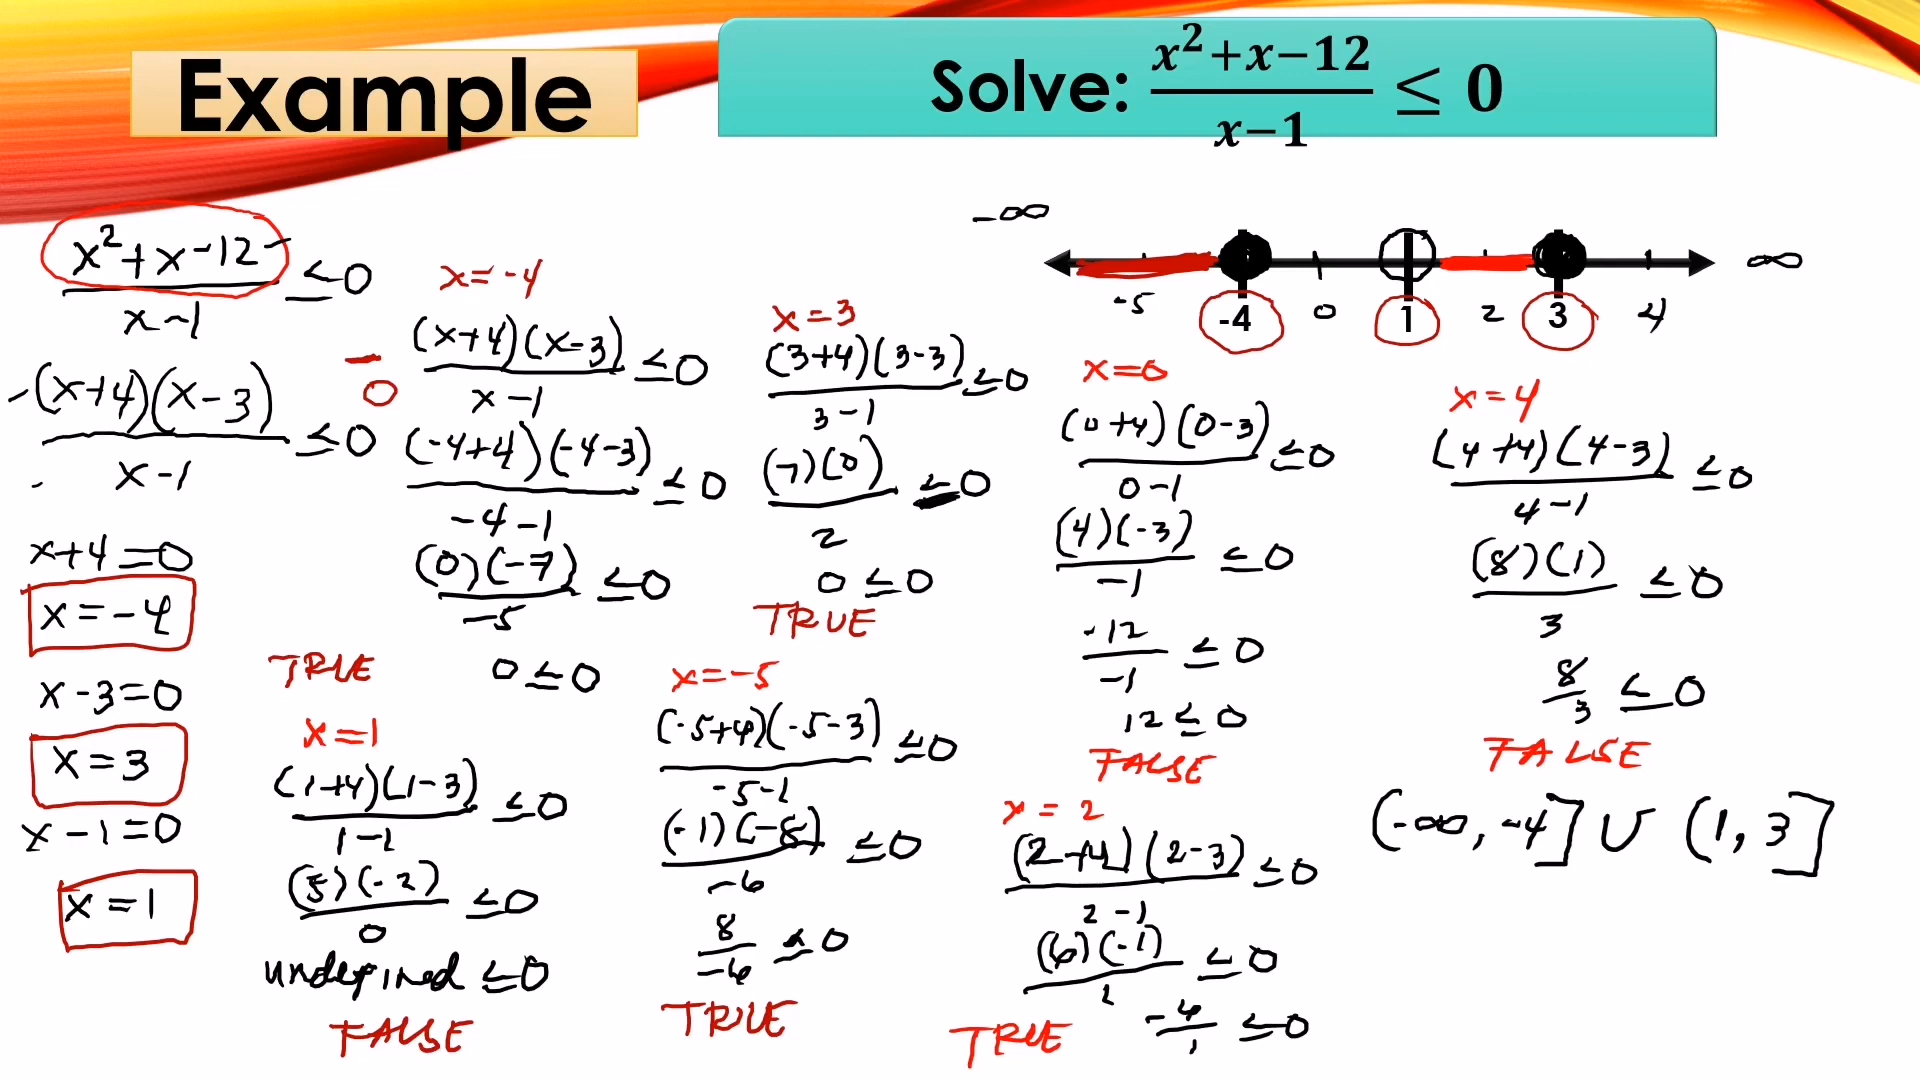 Example
Solve: x²+x−12 / x−1 ≤ 0
-∞
∞
-5 -4 0 1 2 3 4
x²+x-12 / x-1 ≤0
(x+4)(x-3) / x-1 ≤0
x+4=0
x=-4
x-3=0
x=3
x-1=0
x=1
-
0
x=-4
(x+4)(x-3) / x-1 ≤0
(-4+4)(-4-3) / -4-1 ≤0
(0)(-7) / -5 ≤0
0≤0
TRUE
x=1
(1+4)(1-3) / 1-1 ≤0
(5)(-2) / 0 ≤0
undefined ≤0
FALSE
x=3
(3+4)(3-3) / 3-1 ≤0
(7)(0) / 2 ≤0
0≤0
TRUE
x=-5
(-5+4)(-5-3) / -5-1 ≤0
(-1)(-8) / -6 ≤0
8 / -6 ≤0
TRUE
x=0
(0+4)(0-3) / 0-1 ≤0
(4)(-3) / -1 ≤0
-12 / -1 ≤0
12≤0
FALSE
x=2
(2+4)(2-3) / 2-1 ≤0
(6)(-1) / 1 ≤0
-6 / 1 ≤0
TRUE
x=4
(4+4)(4-3) / 4-1 ≤0
(8)(1) / 3 ≤0
8 / 3 ≤0
FALSE
(-∞,-4]∪(1,3]